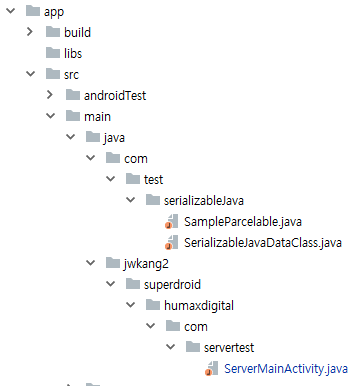 app
build
libs
src
androidTest
main
java
com
test
serializableJava
SampleParcelable.java
SerializableJavaDataClass.java
jwkang2
superdroid
humaxdigital
com
servertest
ServerMainActivity.java